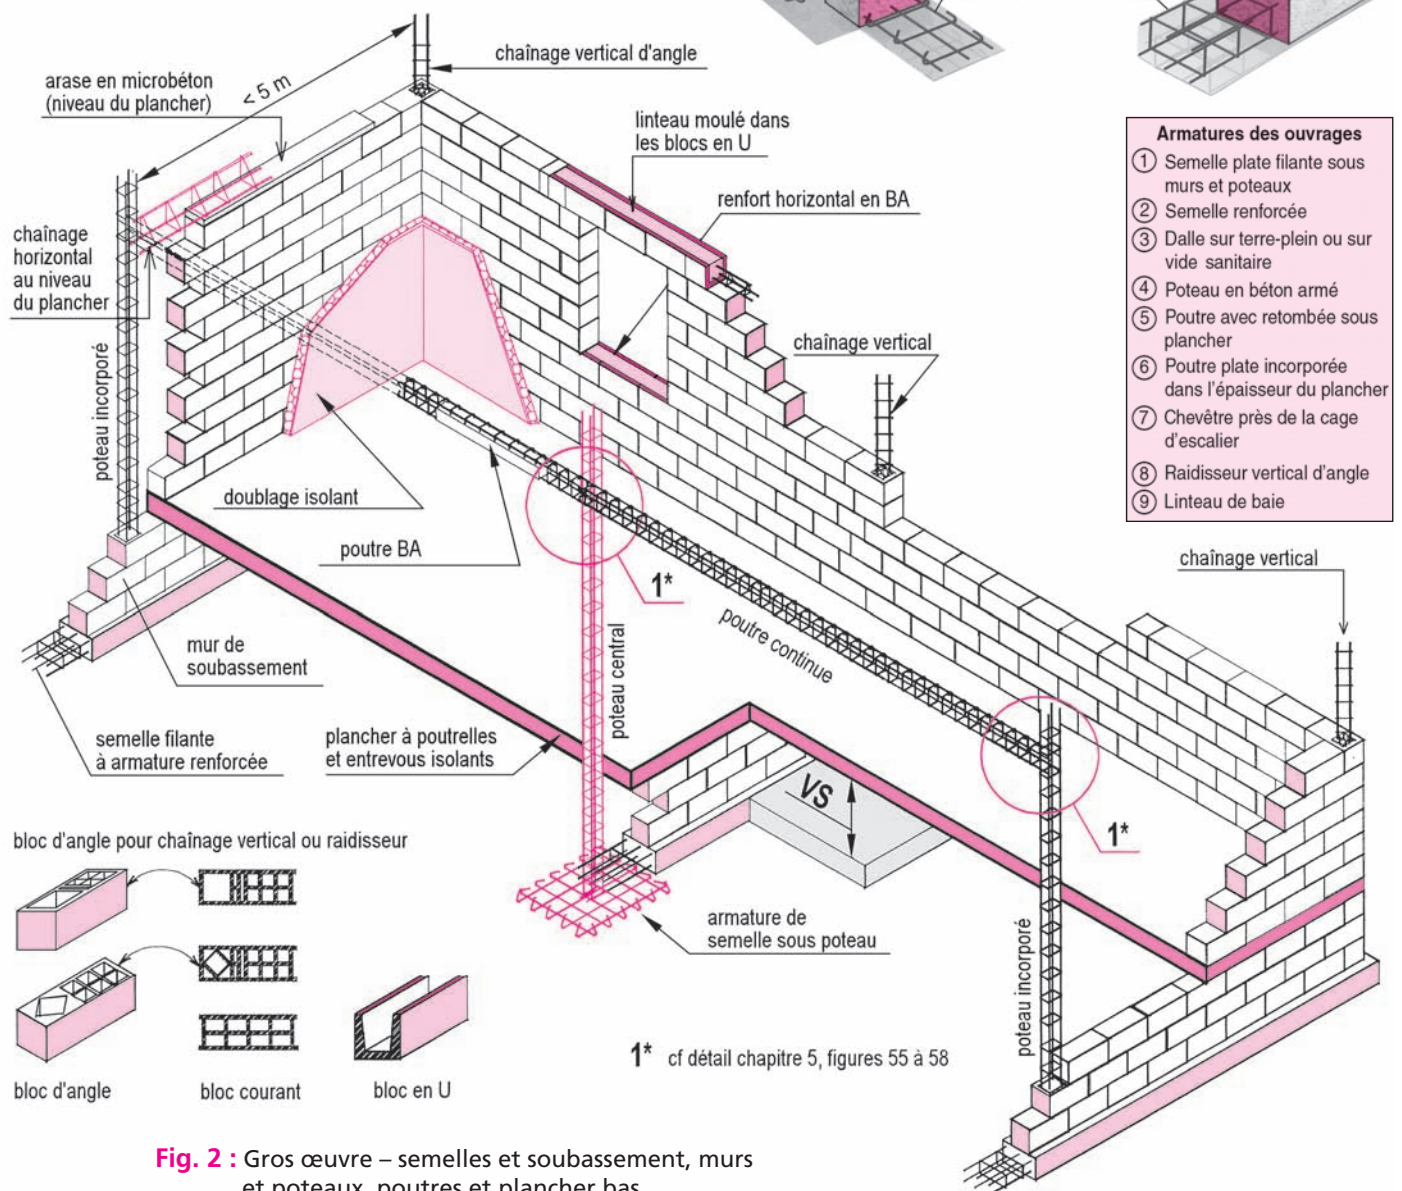 chaînage vertical d'angle
arase en microbéton
(niveau du plancher)
< 5 m
linteau moulé dans
les blocs en U
renfort horizontal en BA
Armatures des ouvrages
1 Semelle plate filante sous
murs et poteaux
2 Semelle renforcée
3 Dalle sur terre-plein ou sur
vide sanitaire
4 Poteau en béton armé
5 Poutre avec retombée sous
plancher
6 Poutre plate incorporée
dans l'épaisseur du plancher
7 Chevêtre près de la cage
d'escalier
8 Raidisseur vertical d'angle
9 Linteau de baie
chaînage
horizontal
au niveau
du plancher
chaînage vertical
poteau incorporé
doublage isolant
poutre BA
1*
chaînage vertical
poutre continue
poteau central
mur de
soubassement
semelle filante
à armature renforcée
plancher à poutrelles
et entrevous isolants
VS
1*
bloc d'angle pour chaînage vertical ou raidisseur
armature de
semelle sous poteau
poteau incorporé
1* cf détail chapitre 5, figures 55 à 58
bloc d'angle
bloc courant
bloc en U
Fig. 2 : Gros œuvre – semelles et soubassement, murs
et poteaux, poutres et plancher bas